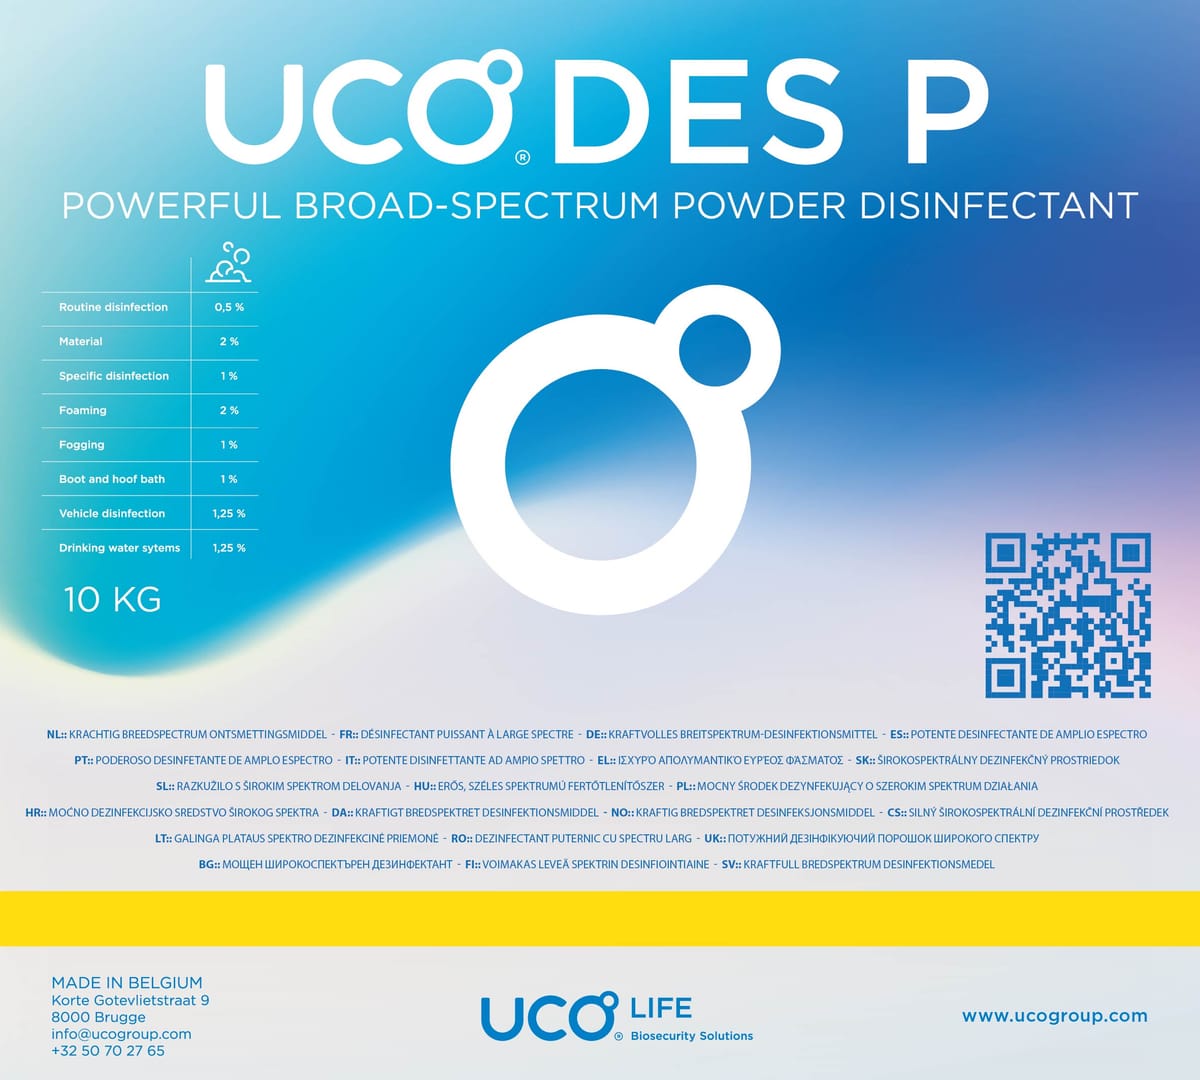 UCO® DES P
POWERFUL BROAD-SPECTRUM POWDER DISINFECTANT
Routine disinfection 0,5 %
Material 2 %
Specific disinfection 1 %
Foaming 2 %
Fogging 1 %
Boot and hoof bath 1 %
Vehicle disinfection 1,25 %
Drinking water sytems 1,25 %
10 KG
NL:: KRACHTIG BREEDSPECTRUM ONTSMETTINGSMIDDEL - FR:: DÉSINFECTANT PUISSANT À LARGE SPECTRE - DE:: KRAFTVOLLES BREITSPEKTRUM-DESINFEKTIONSMITTEL - ES:: POTENTE DESINFECTANTE DE AMPLIO ESPECTRO
PT:: PODEROSO DESINFETANTE DE AMPLO ESPECTRO - IT:: POTENTE DISINFETTANTE AD AMPIO SPETTRO - EL:: ΙΣΧΥΡΌ ΑΠΟΛΥΜΑΝΤΙΚΌ ΕΥΡΈΟΣ ΦΆΣΜΑΤΟΣ - SK:: ŠIROKOSPEKTRÁLNY DEZINFEKČNÝ PROSTRIEDOK
SL:: RAZKUŽILO S ŠIROKIM SPEKTROM DELOVANJA - HU:: ERŐS, SZÉLES SPEKTRUMÚ FERTŐTLENÍTŐSZER - PL:: MOCNY ŚRODEK DEZYNFEKUJĄCY O SZEROKIM SPEKTRUM DZIAŁANIA
HR:: MOĆNO DEZINFEKCIJSKO SREDSTVO ŠIROKOG SPEKTRA - DA:: KRAFTIGT BREDSPEKTRET DESINFEKTIONSMIDDEL - NO:: KRAFTIG BREDSPEKTRET DESINFEKSJONSMIDDEL - CS:: SILNÝ ŠIROKOSPEKTRÁLNÍ DEZINFEKČNÍ PROSTŘEDEK
LT:: GALINGA PLATAUS SPEKTRO DEZINFEKCINĖ PRIEMONĖ - RO:: DEZINFECTANT PUTERNIC CU SPECTRU LARG - UK:: ПОТУЖНИЙ ДЕЗІНФІКУЮЧИЙ ПОРОШОК ШИРОКОГО СПЕКТРУ
BG:: МОЩЕН ШИРОКОСПЕКТЪРЕН ДЕЗИНФЕКТАНТ - FI:: VOIMAKAS LEVEÄ SPEKTRIN DESINFIOINTIAINE - SV:: KRAFTFULL BREDSPEKTRUM DESINFEKTIONSMEDEL
MADE IN BELGIUM
Korte Gotevlietstraat 9
8000 Brugge
info@ucogroup.com
+32 50 70 27 65
UCO® LIFE
Biosecurity Solutions
www.ucogroup.com